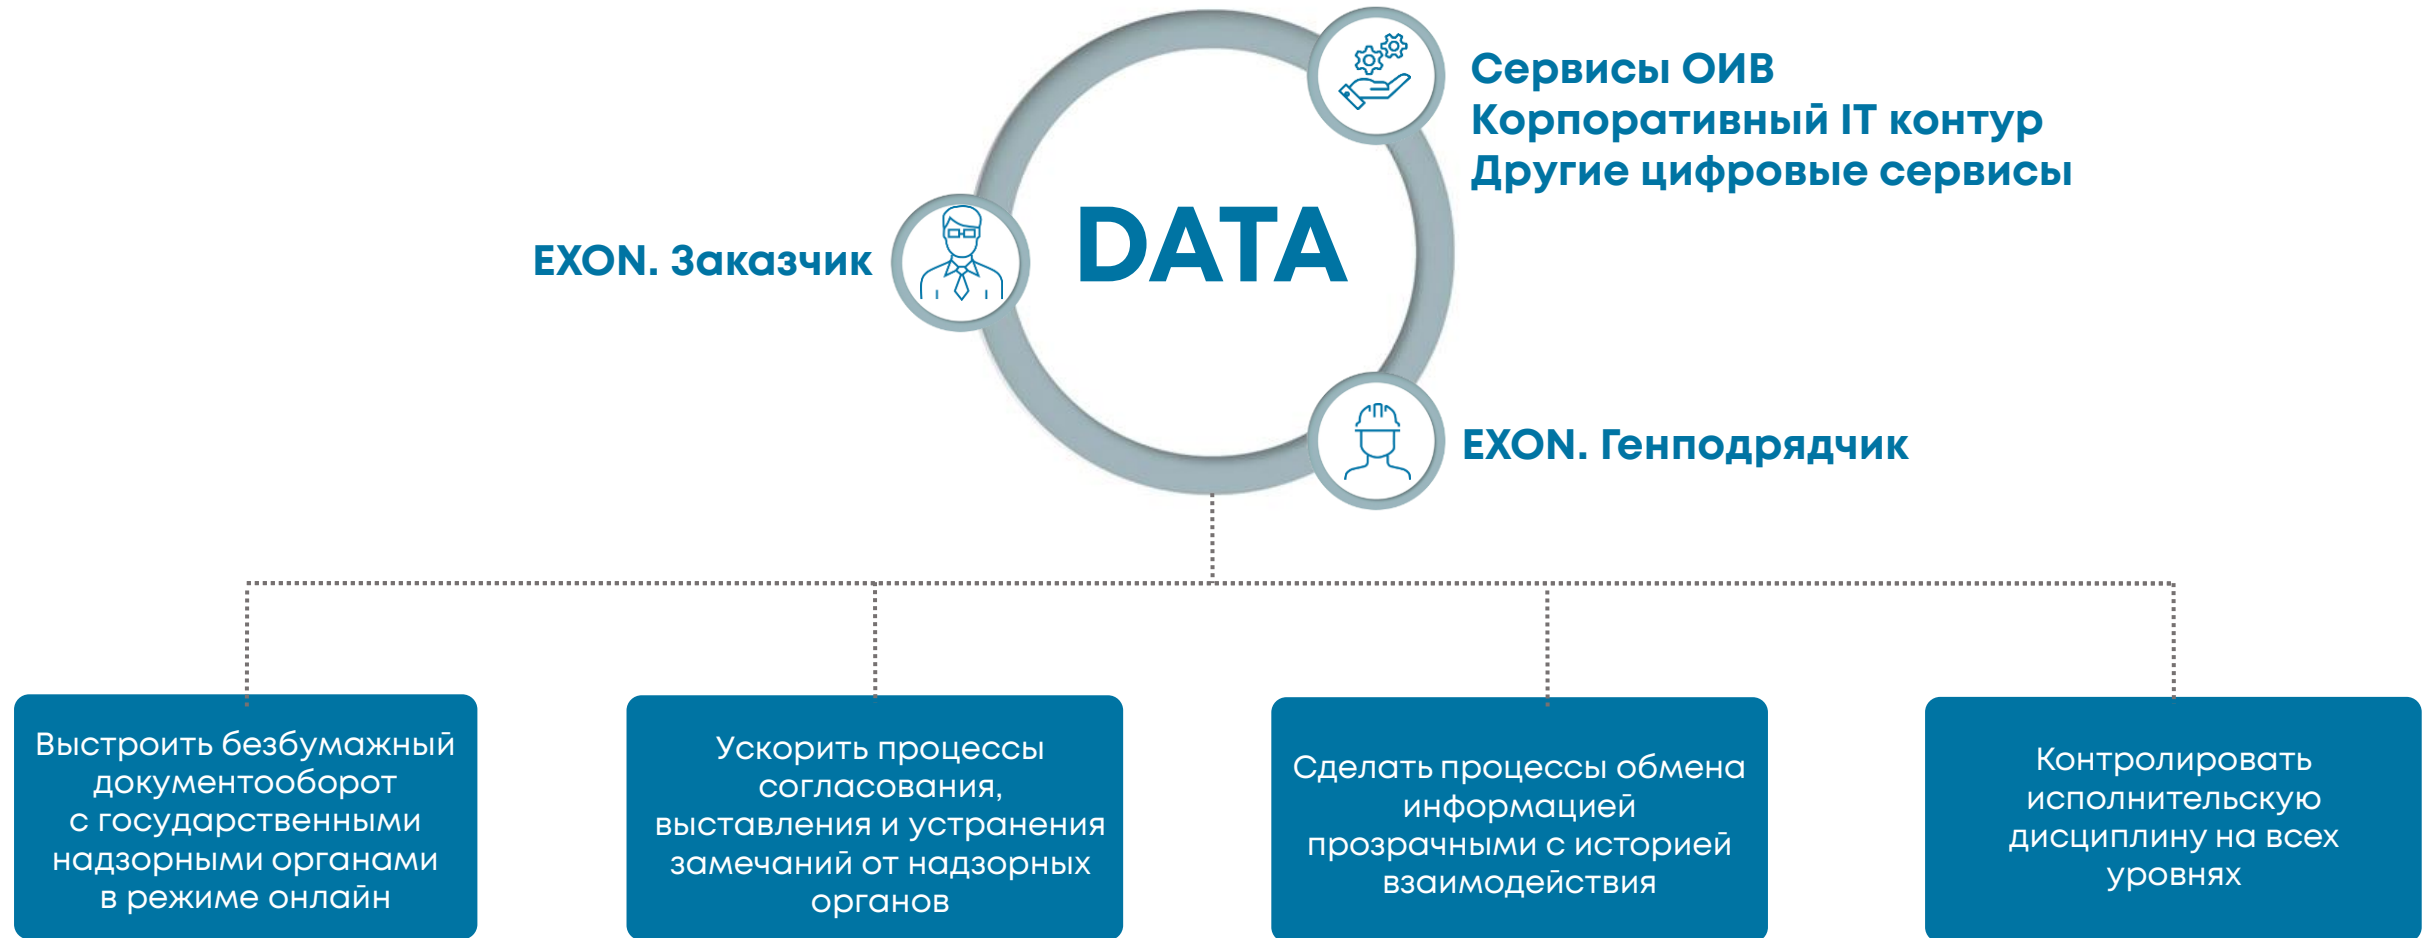 Сервисы ОИВ
Корпоративный IT контур
Другие цифровые сервисы
DATA
EXON. Заказчик
EXON. Генподрядчик
Выстроить безбумажный
документооборот
с государственными
надзорными органами
в режиме онлайн
Ускорить процессы
согласования,
выставления и устранения
замечаний от надзорных
органов
Сделать процессы обмена
информацией
прозрачными с историей
взаимодействия
Контролировать
исполнительскую
дисциплину на всех
уровнях